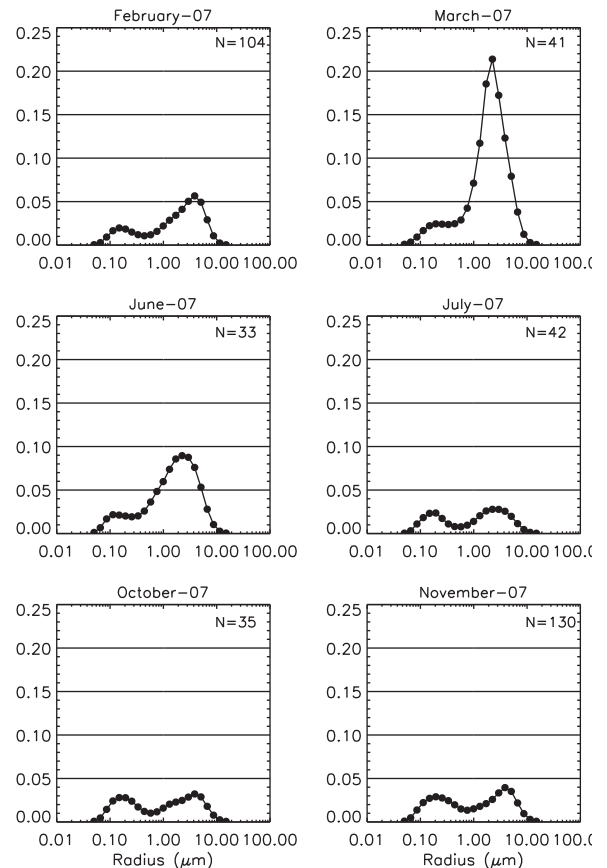 February-07 March-07
0.25 N=104 0.25 N=41
0.20 0.20
0.15 0.15
0.10 0.10
0.05 0.05
0.00 0.00
0.01 0.10 1.00 10.00 100.00 0.01 0.10 1.00 10.00 100.0
June-07 July-07
0.25 N=33 0.25 N=42
0.20 0.20
0.15 0.15
0.10 0.10
0.05 0.05
0.00 0.00
0.01 0.10 1.00 10.00 100.00 0.01 0.10 1.00 10.00 100.0
October-07 November-07
0.25 N=35 0.25 N=130
0.20 0.20
0.15 0.15
0.10 0.10
0.05 0.05
0.00 0.00
0.01 0.10 1.00 10.00 100.00 0.01 0.10 1.00 10.00 100.0
Radius (μm) Radius (μm)